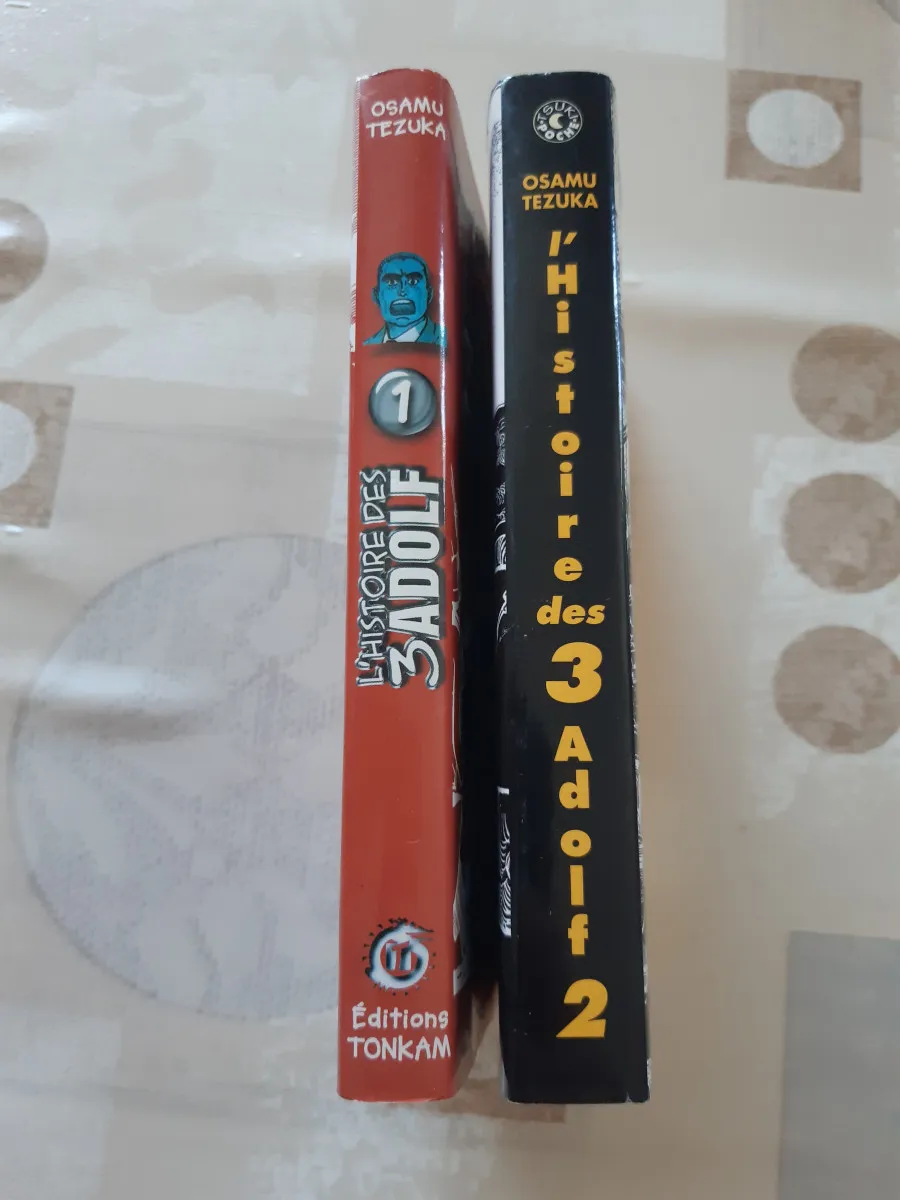 OSAMU
TEZUKA
1
L'HISTOIRE DES
3 ADOLF
Éditions
TONKAM
TSUKI
POCHE
OSAMU
TEZUKA
l'Histoire des 3 Adolf 2